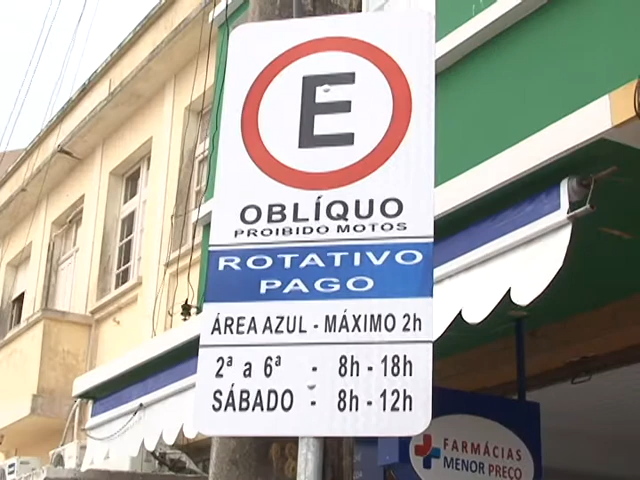 E
OBLÍQUO
PROIBIDO MOTOS
ROTATIVO
PAGO
ÁREA AZUL - MÁXIMO 2h
2ª a 6ª - 8h - 18h
SÁBADO - 8h - 12h
FARMÁCIAS
MENOR PREÇO